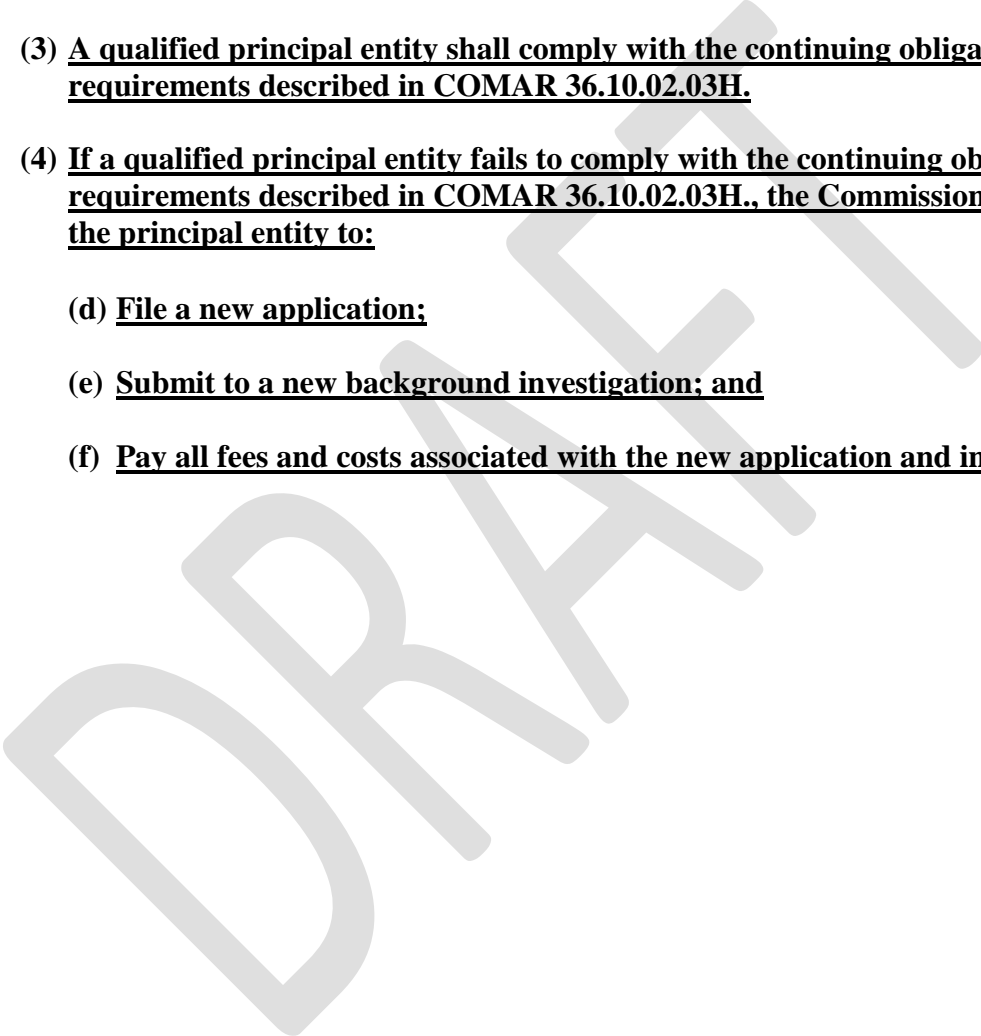 (3) A qualified principal entity shall comply with the continuing obliga
requirements described in COMAR 36.10.02.03H.
(4) If a qualified principal entity fails to comply with the continuing ob
requirements described in COMAR 36.10.02.03H., the Commission
the principal entity to:
(d) File a new application;
(e) Submit to a new background investigation; and
(f) Pay all fees and costs associated with the new application and in
DRAFT